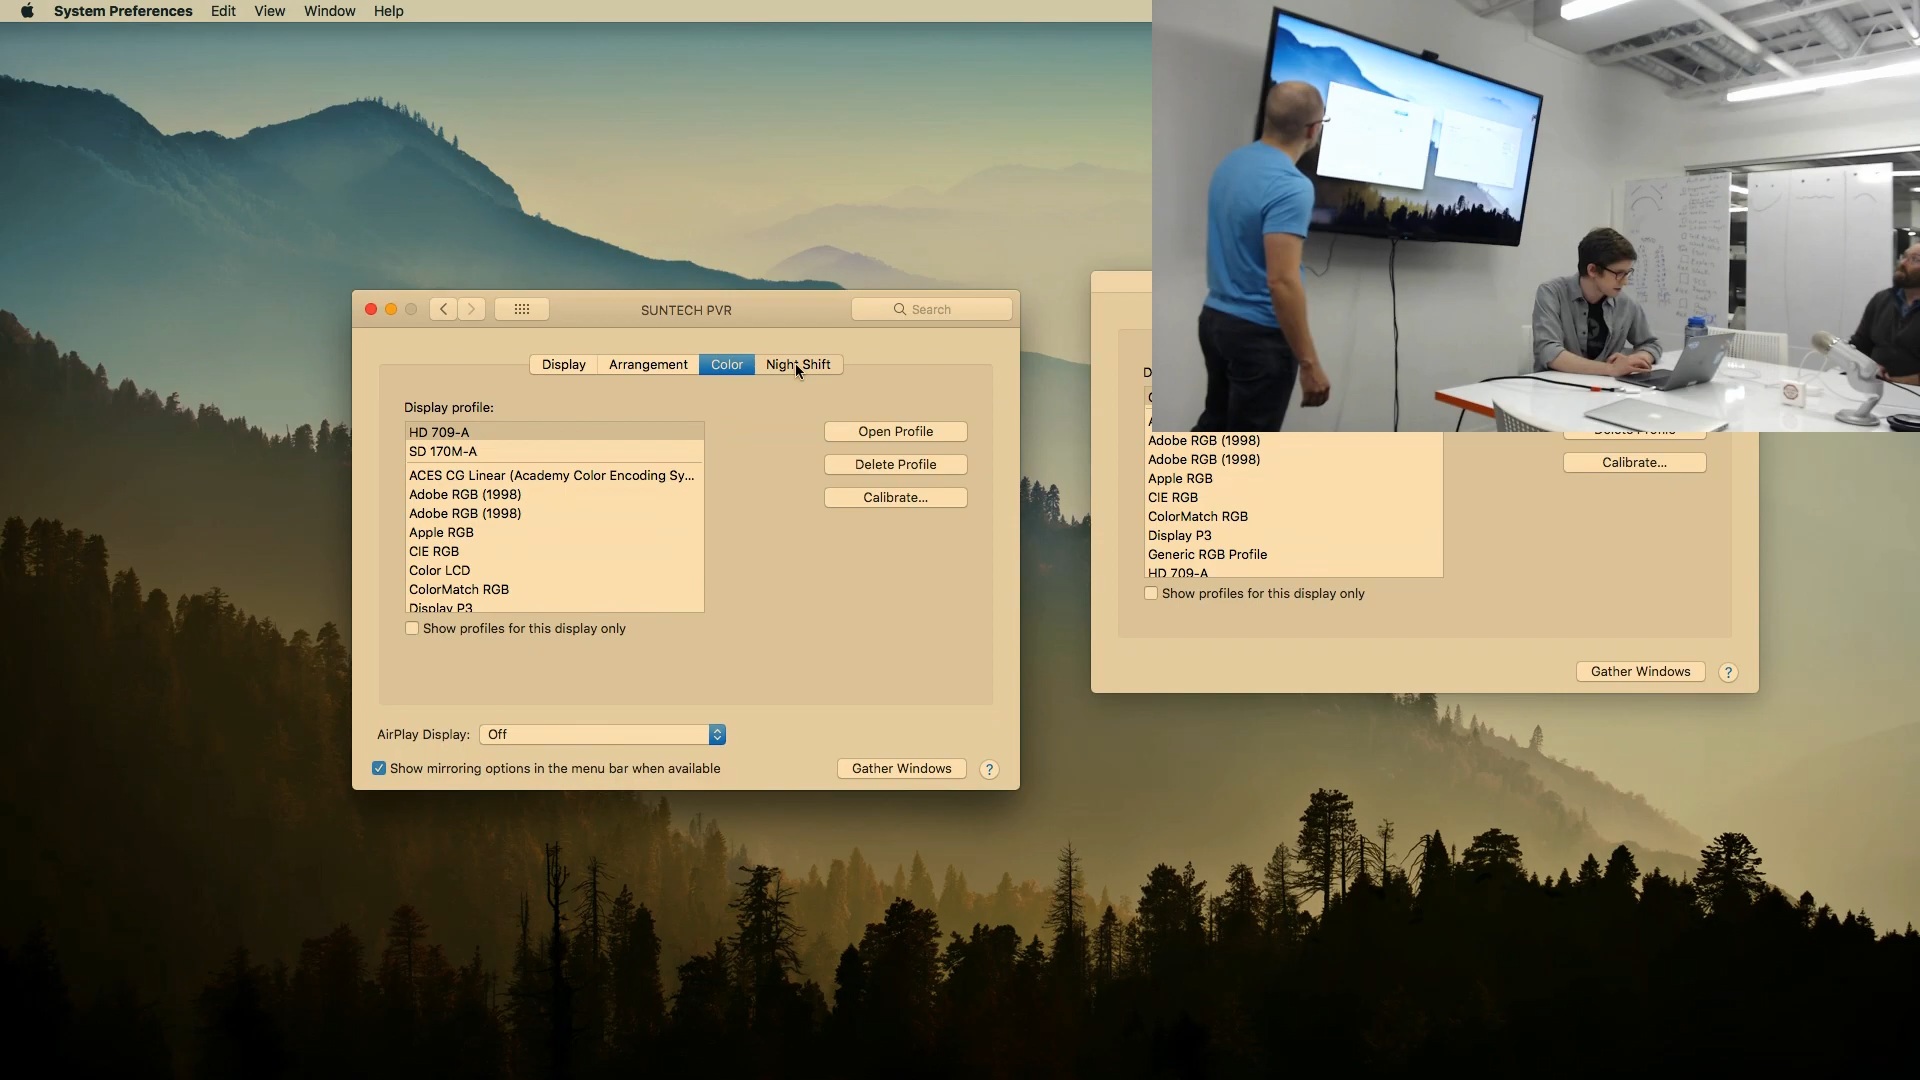 System Preferences Edit View Window Help
SUNTECH PVR
Search
Display Arrangement Color Night Shift
Display profile:
HD 709-A
SD 170M-A
ACES CG Linear (Academy Color Encoding Sy...
Adobe RGB (1998)
Adobe RGB (1998)
Apple RGB
CIE RGB
Color LCD
ColorMatch RGB
Display P3
Show profiles for this display only
Open Profile
Delete Profile
Calibrate...
AirPlay Display: Off
Show mirroring options in the menu bar when available
Gather Windows ?
Adobe RGB (1998)
Adobe RGB (1998)
Apple RGB
CIE RGB
ColorMatch RGB
Display P3
Generic RGB Profile
HD 709-A
Show profiles for this display only
Delete Profile
Calibrate...
Gather Windows ?